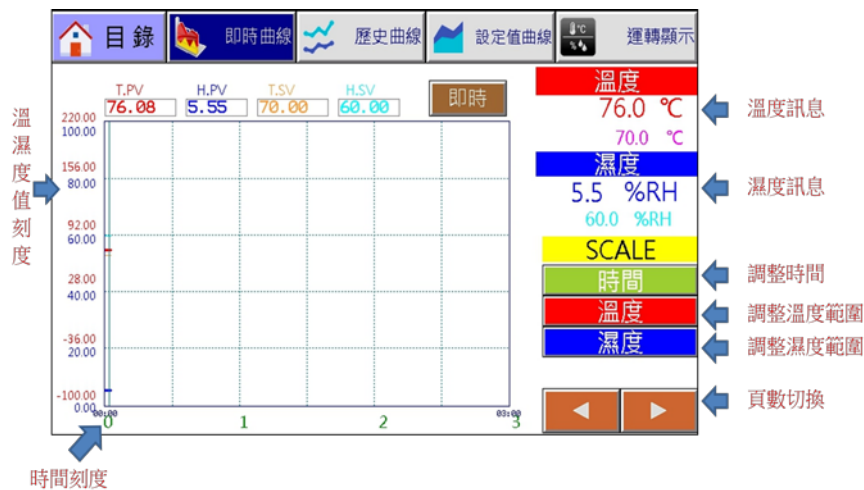 目錄 即時曲線 歷史曲線 設定值曲線 運轉顯示
T.PV H.PV T.SV H.SV
76.08 5.55 70.00 60.00 即時
溫濕度值刻度
220.00
100.00
156.00
80.00
92.00
60.00
28.00
40.00
-36.00
20.00
-100.00
0.00
00:00 03:00
0 1 2 3
時間刻度
溫度
76.0 ℃ 溫度訊息
70.0 ℃
濕度
5.5 %RH 濕度訊息
60.0 %RH
SCALE
時間 調整時間
溫度 調整溫度範圍
濕度 調整濕度範圍
頁數切換